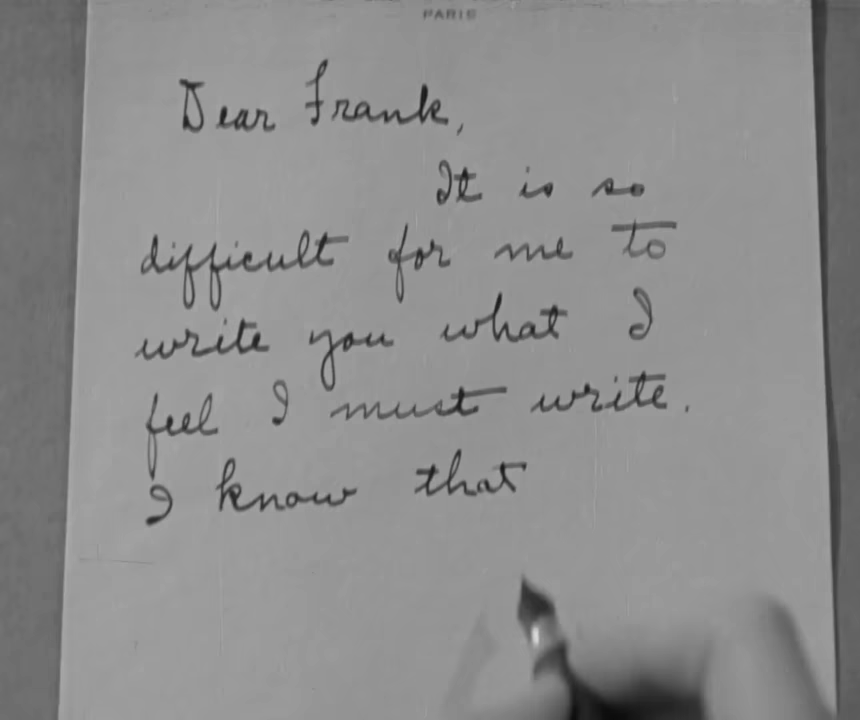 PARIS
Dear Frank,
It is so
difficult for me to
write you what I
feel I must write.
I know that